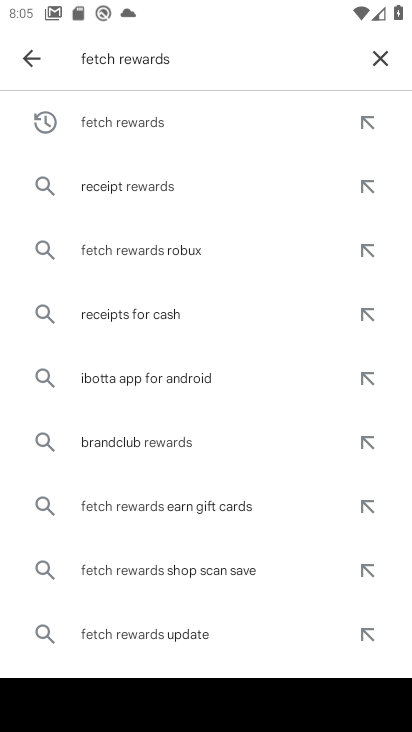 8:05
fetch rewards
fetch rewards
receipt rewards
fetch rewards robux
receipts for cash
ibotta app for android
brandclub rewards
fetch rewards earn gift cards
fetch rewards shop scan save
fetch rewards update